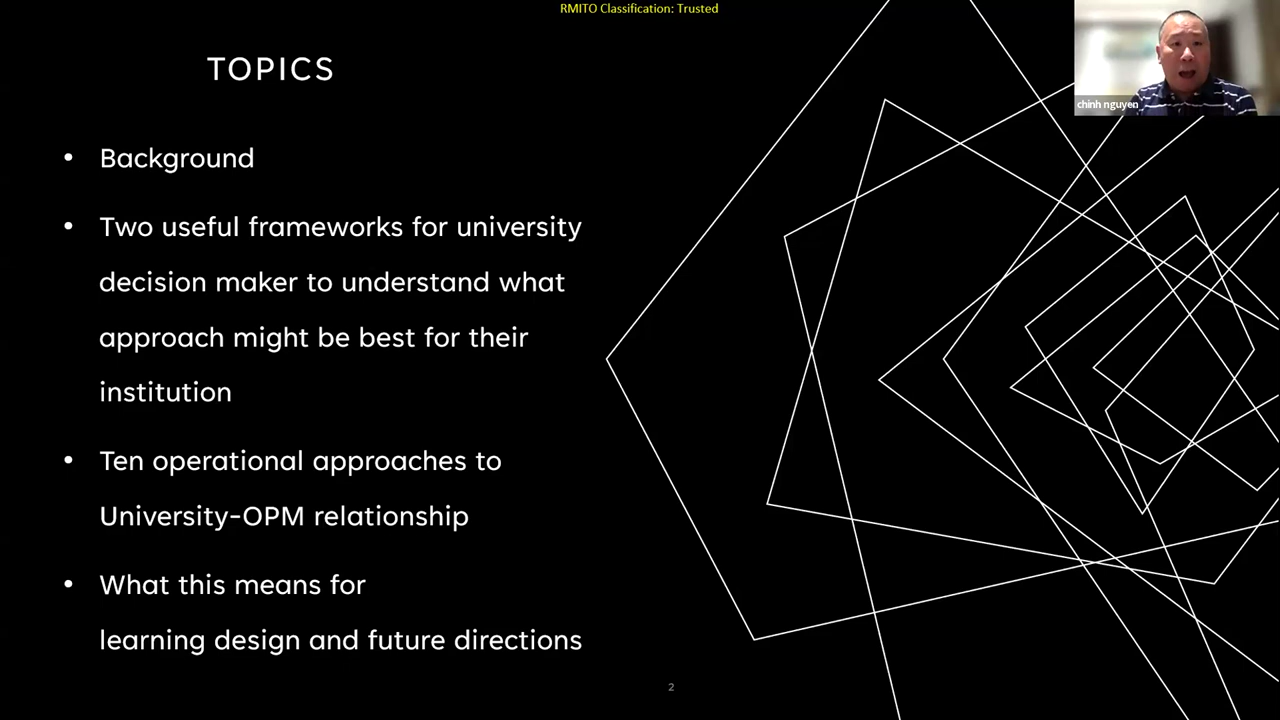 RMITO Classification: Trusted
TOPICS
chinh nguyen
• Background
• Two useful frameworks for university
decision maker to understand what
approach might be best for their
institution
• Ten operational approaches to
University-OPM relationship
• What this means for
learning design and future directions
2